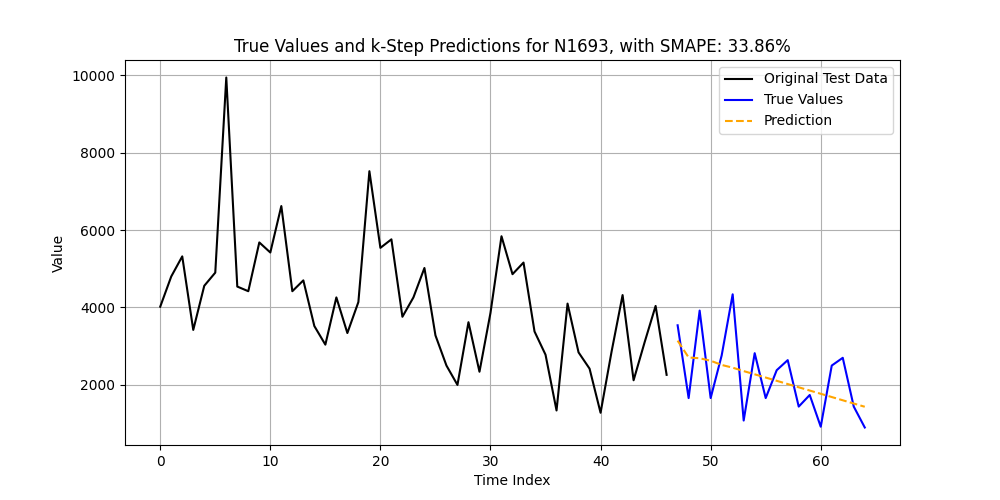 True Values and k-Step Predictions for N1693, with SMAPE: 33.86%
Original Test Data
True Values
Prediction
Value
10000
8000
6000
4000
2000
0 10 20 30 40 50 60
Time Index